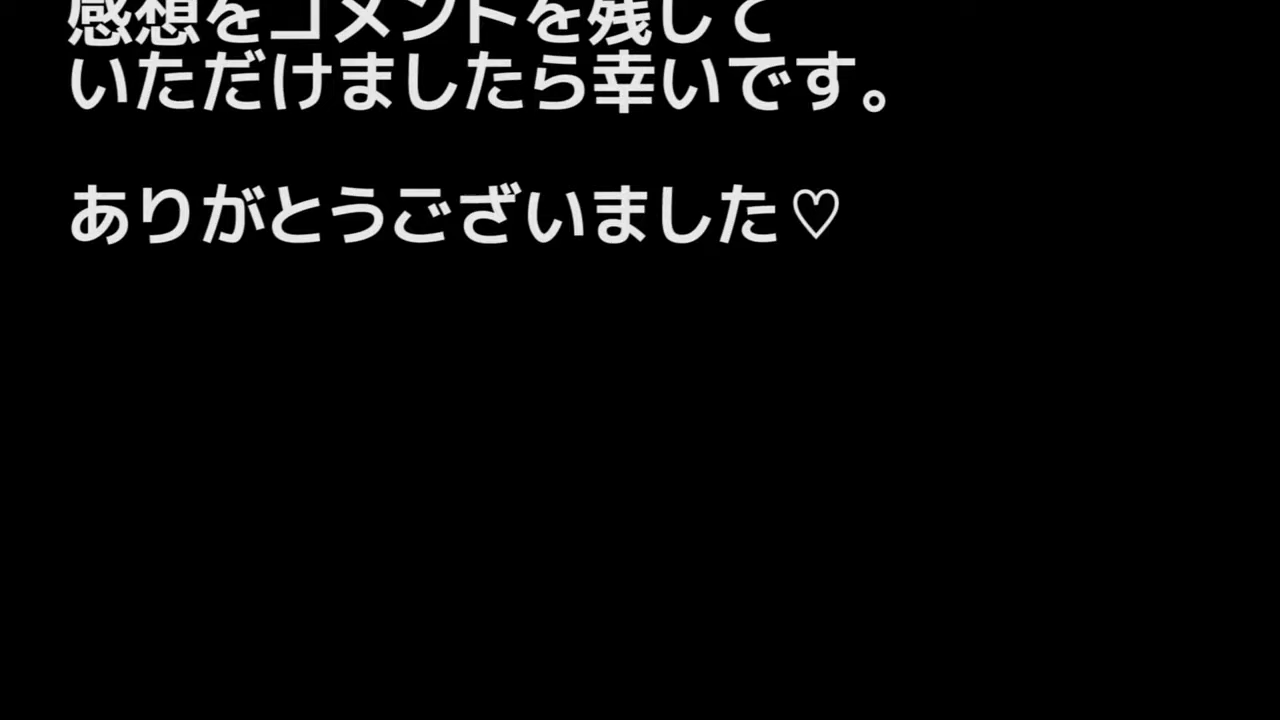 感想をコメントを残して
いただけましたら幸いです。
ありがとうございました♡